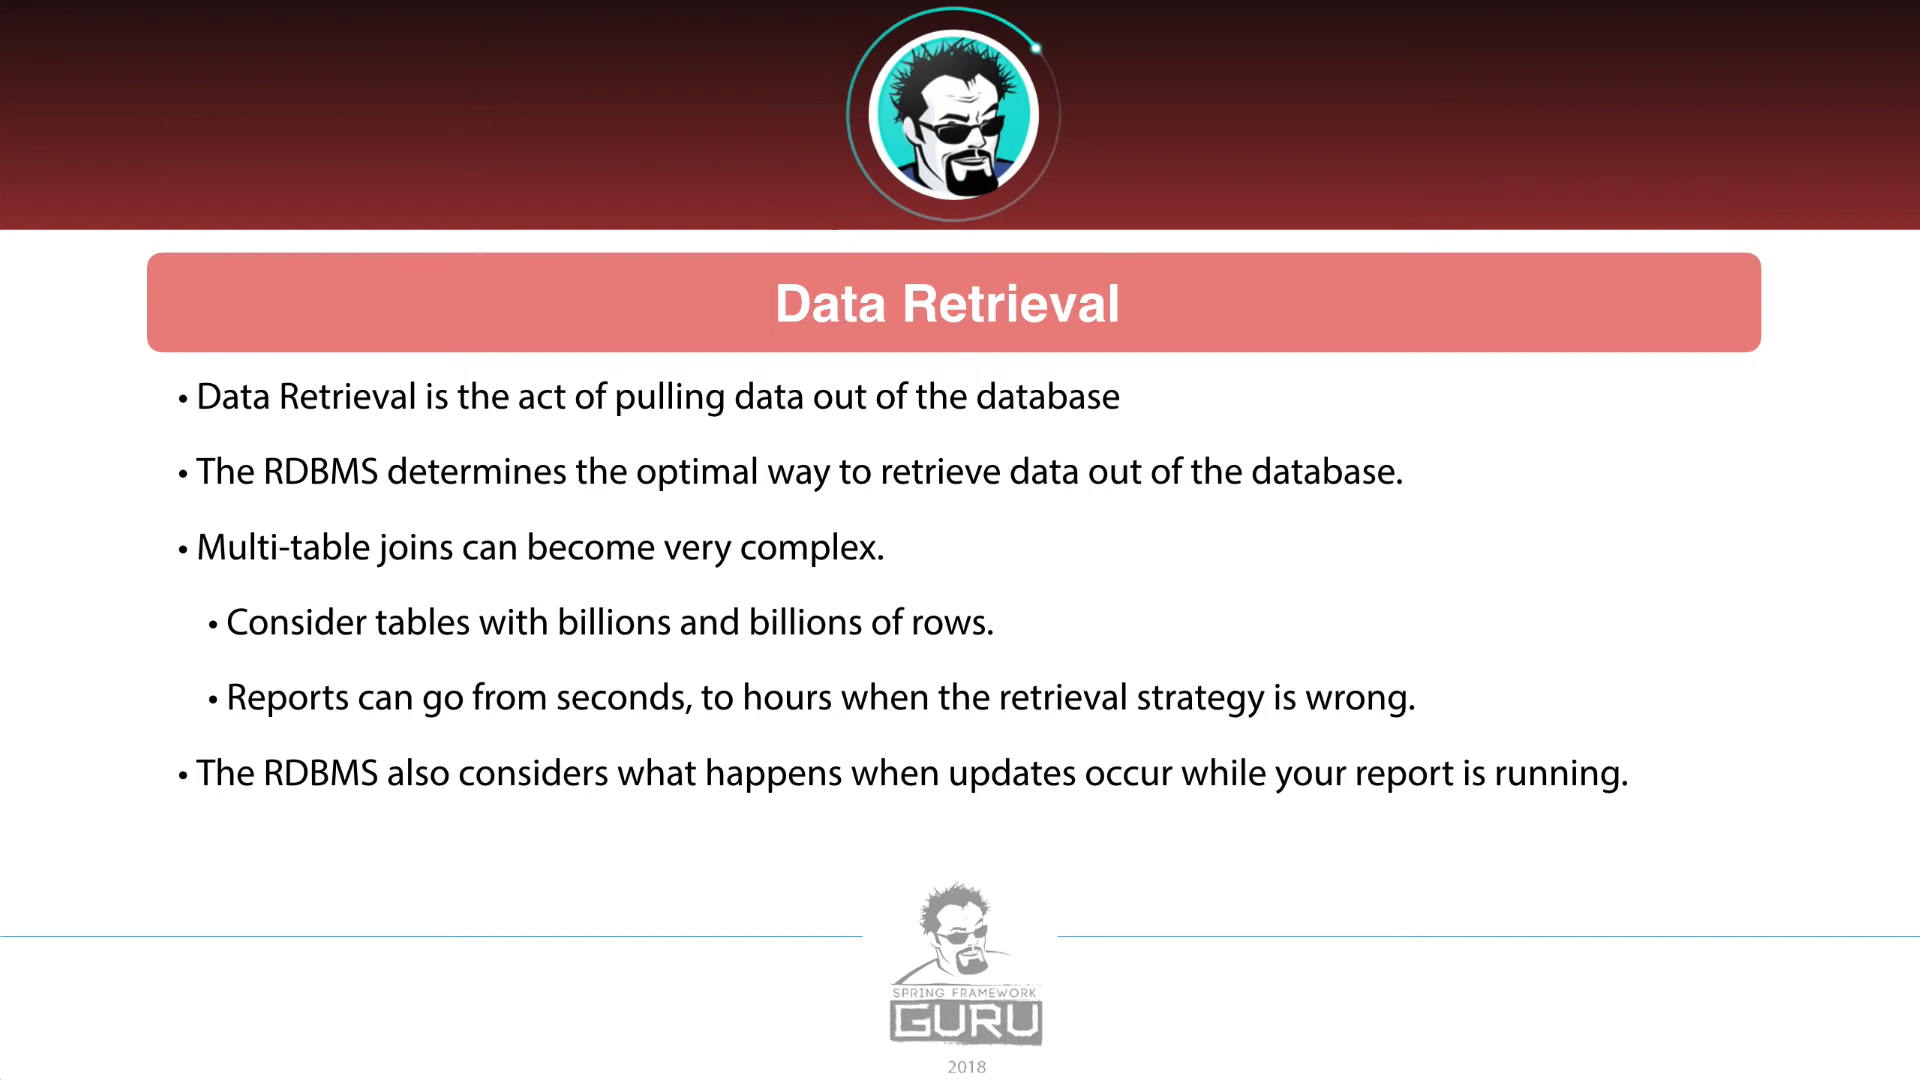 Data Retrieval
• Data Retrieval is the act of pulling data out of the database
• The RDBMS determines the optimal way to retrieve data out of the database.
• Multi-table joins can become very complex.
• Consider tables with billions and billions of rows.
• Reports can go from seconds, to hours when the retrieval strategy is wrong.
• The RDBMS also considers what happens when updates occur while your report is running.
SPRING FRAMEWORK
GURU
2018